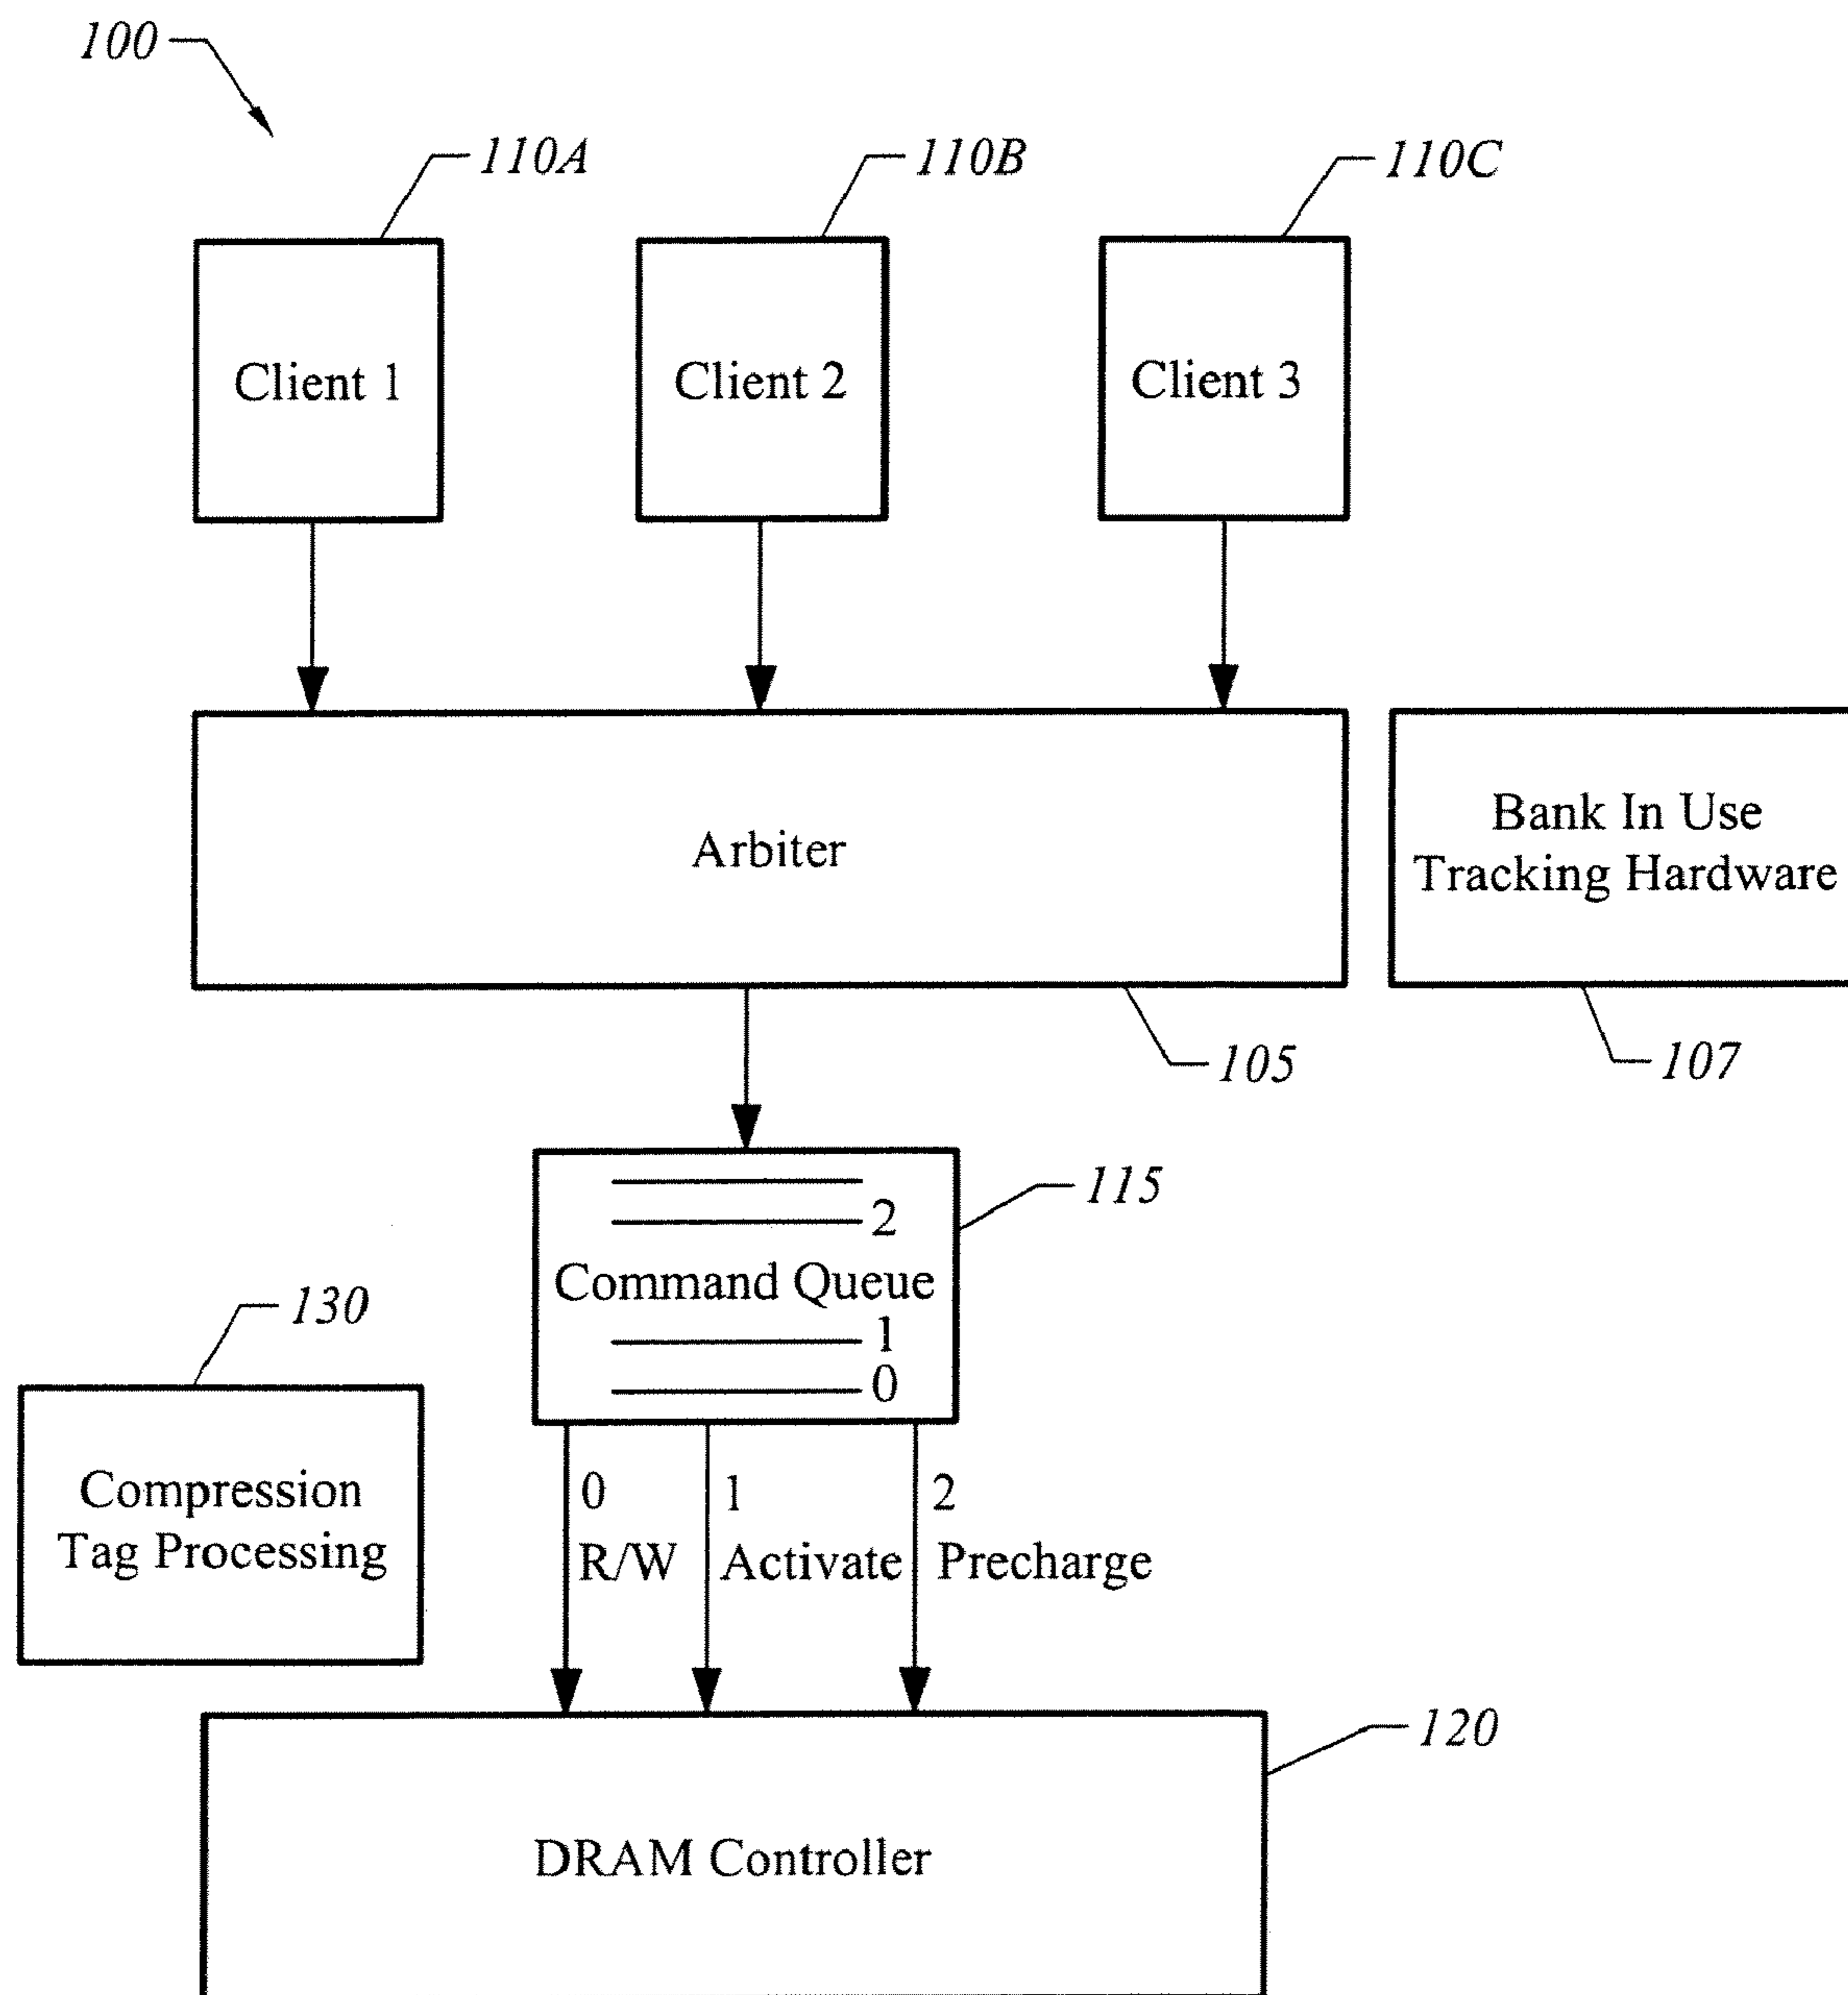 100
110A
110B
110C
Client 1
Client 2
Client 3
Arbiter
Bank In Use
Tracking Hardware
105
107
115
2
Command Queue
1
0
130
Compression
Tag Processing
0
R/W
1
Activate
2
Precharge
120
DRAM Controller